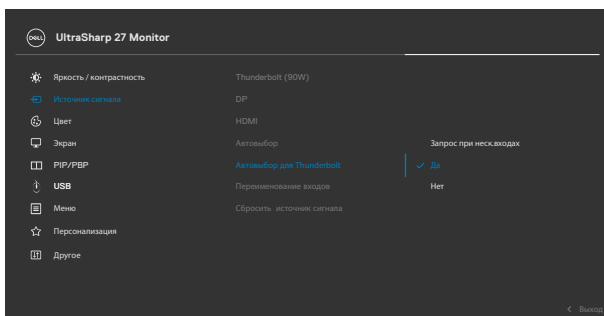 DELL
UltraSharp 27 Monitor
Яркость / контрастность
Thunderbolt (90W)
Источник сигнала
DP
Цвет
HDMI
Экран
Автовыбор
Запрос при неск.входах
PIP/PBP
Автовыбор для Thunderbolt
Да
USB
Переименование входов
Нет
Меню
Сбросить источник сигнала
Персонализация
Другое
Выход